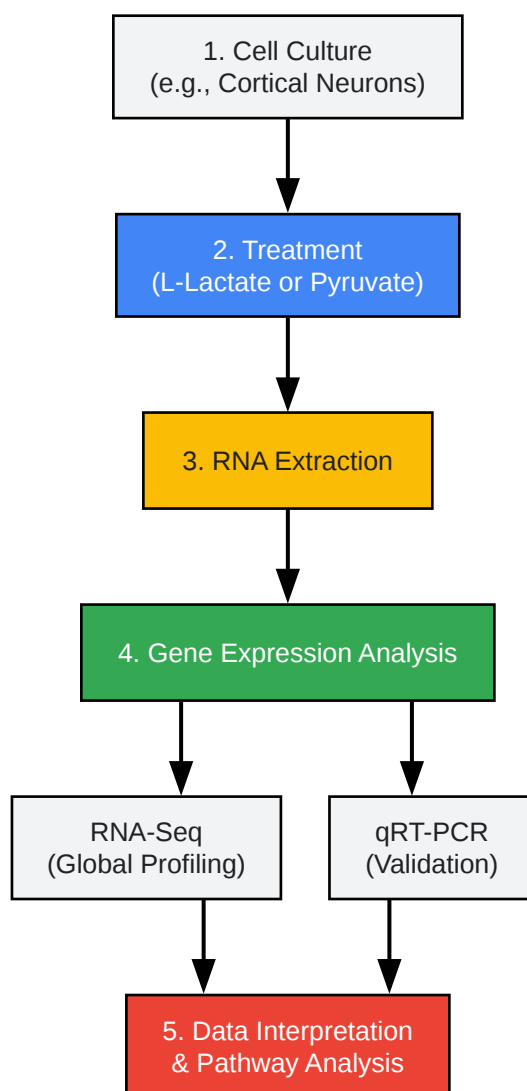 1. Cell Culture
(e.g., Cortical Neurons)
2. Treatment
(L-Lactate or Pyruvate)
3. RNA Extraction
4. Gene Expression Analysis
RNA-Seq
(Global Profiling)
qRT-PCR
(Validation)
5. Data Interpretation
& Pathway Analysis